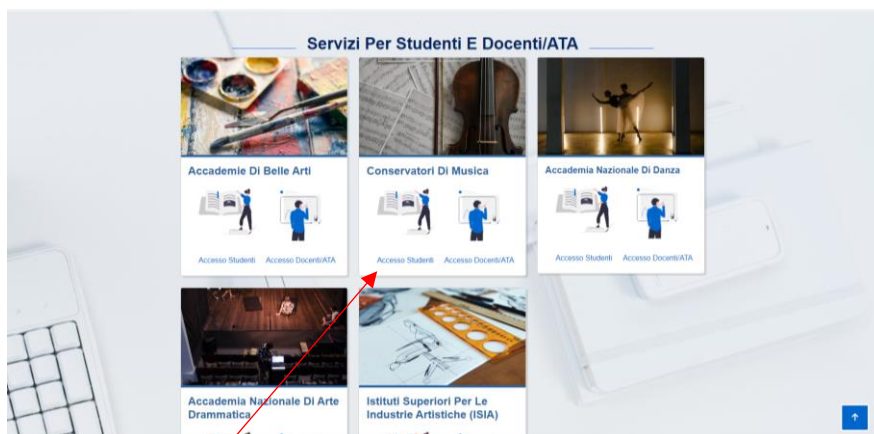 Servizi Per Studenti E Docenti/ATA
Accademie Di Belle Arti
Accesso Studenti Accesso Docenti/ATA
Conservatori Di Musica
Accesso Studenti Accesso Docenti/ATA
Accademia Nazionale Di Danza
Accesso Studenti Accesso Docenti/ATA
Accademia Nazionale Di Arte
Drammatica
Istituti Superiori Per Le
Industrie Artistiche (ISIA)